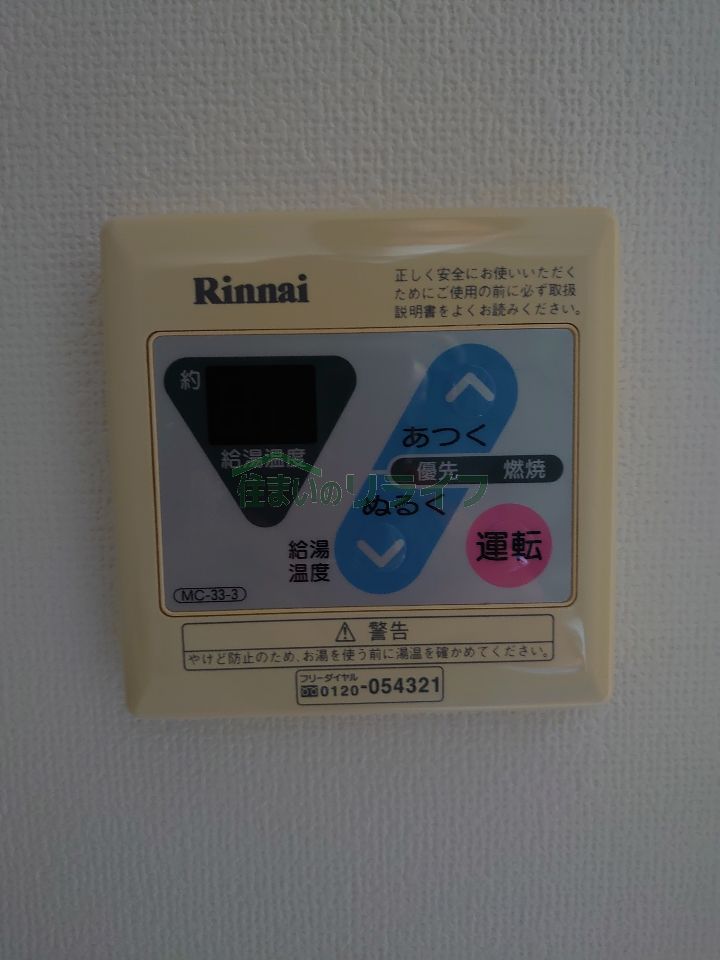 Rinnai
正しく安全にお使いいただく
ためにご使用の前に必ず取扱
説明書をよくお読みください。
約
給湯温度
あつく
優先 燃焼
住まいのリライフ
ぬるく
給湯
温度
運転
MC-33-3
警告
やけど防止のため、お湯を使う前に湯温を確かめてください。
フリーダイヤル
0120-054321